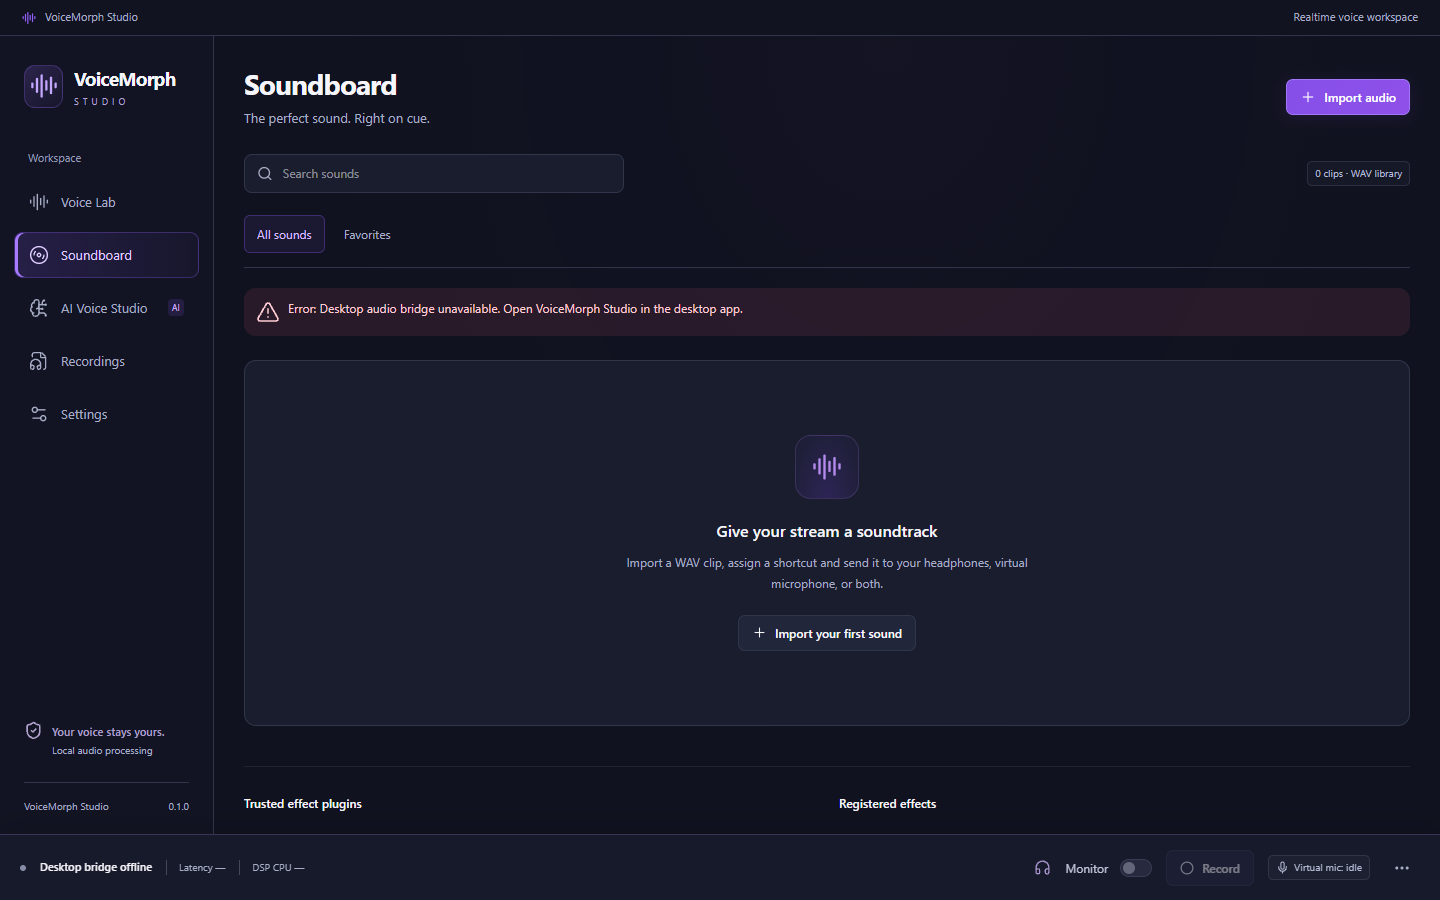 VoiceMorph Studio
Realtime voice workspace
VoiceMorph
STUDIO
Workspace
Voice Lab
Soundboard
AI Voice Studio
AI
Recordings
Settings
Your voice stays yours.
Local audio processing
VoiceMorph Studio
0.1.0
Soundboard
The perfect sound. Right on cue.
Import audio
Search sounds
0 clips · WAV library
All sounds
Favorites
Error: Desktop audio bridge unavailable. Open VoiceMorph Studio in the desktop app.
Give your stream a soundtrack
Import a WAV clip, assign a shortcut and send it to your headphones, virtual
microphone, or both.
Import your first sound
Trusted effect plugins
Registered effects
Desktop bridge offline
Latency —
DSP CPU —
Monitor
Record
Virtual mic: idle